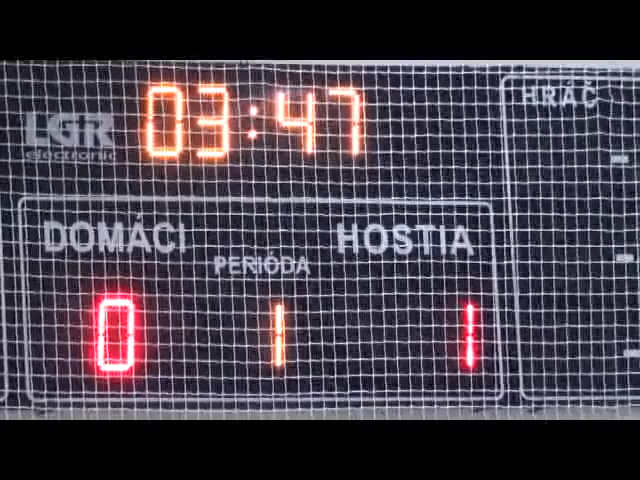 03:47
HRÁČ
LGR
electronic
DOMÁCI
HOSTIA
PERIÓDA
0
1
1